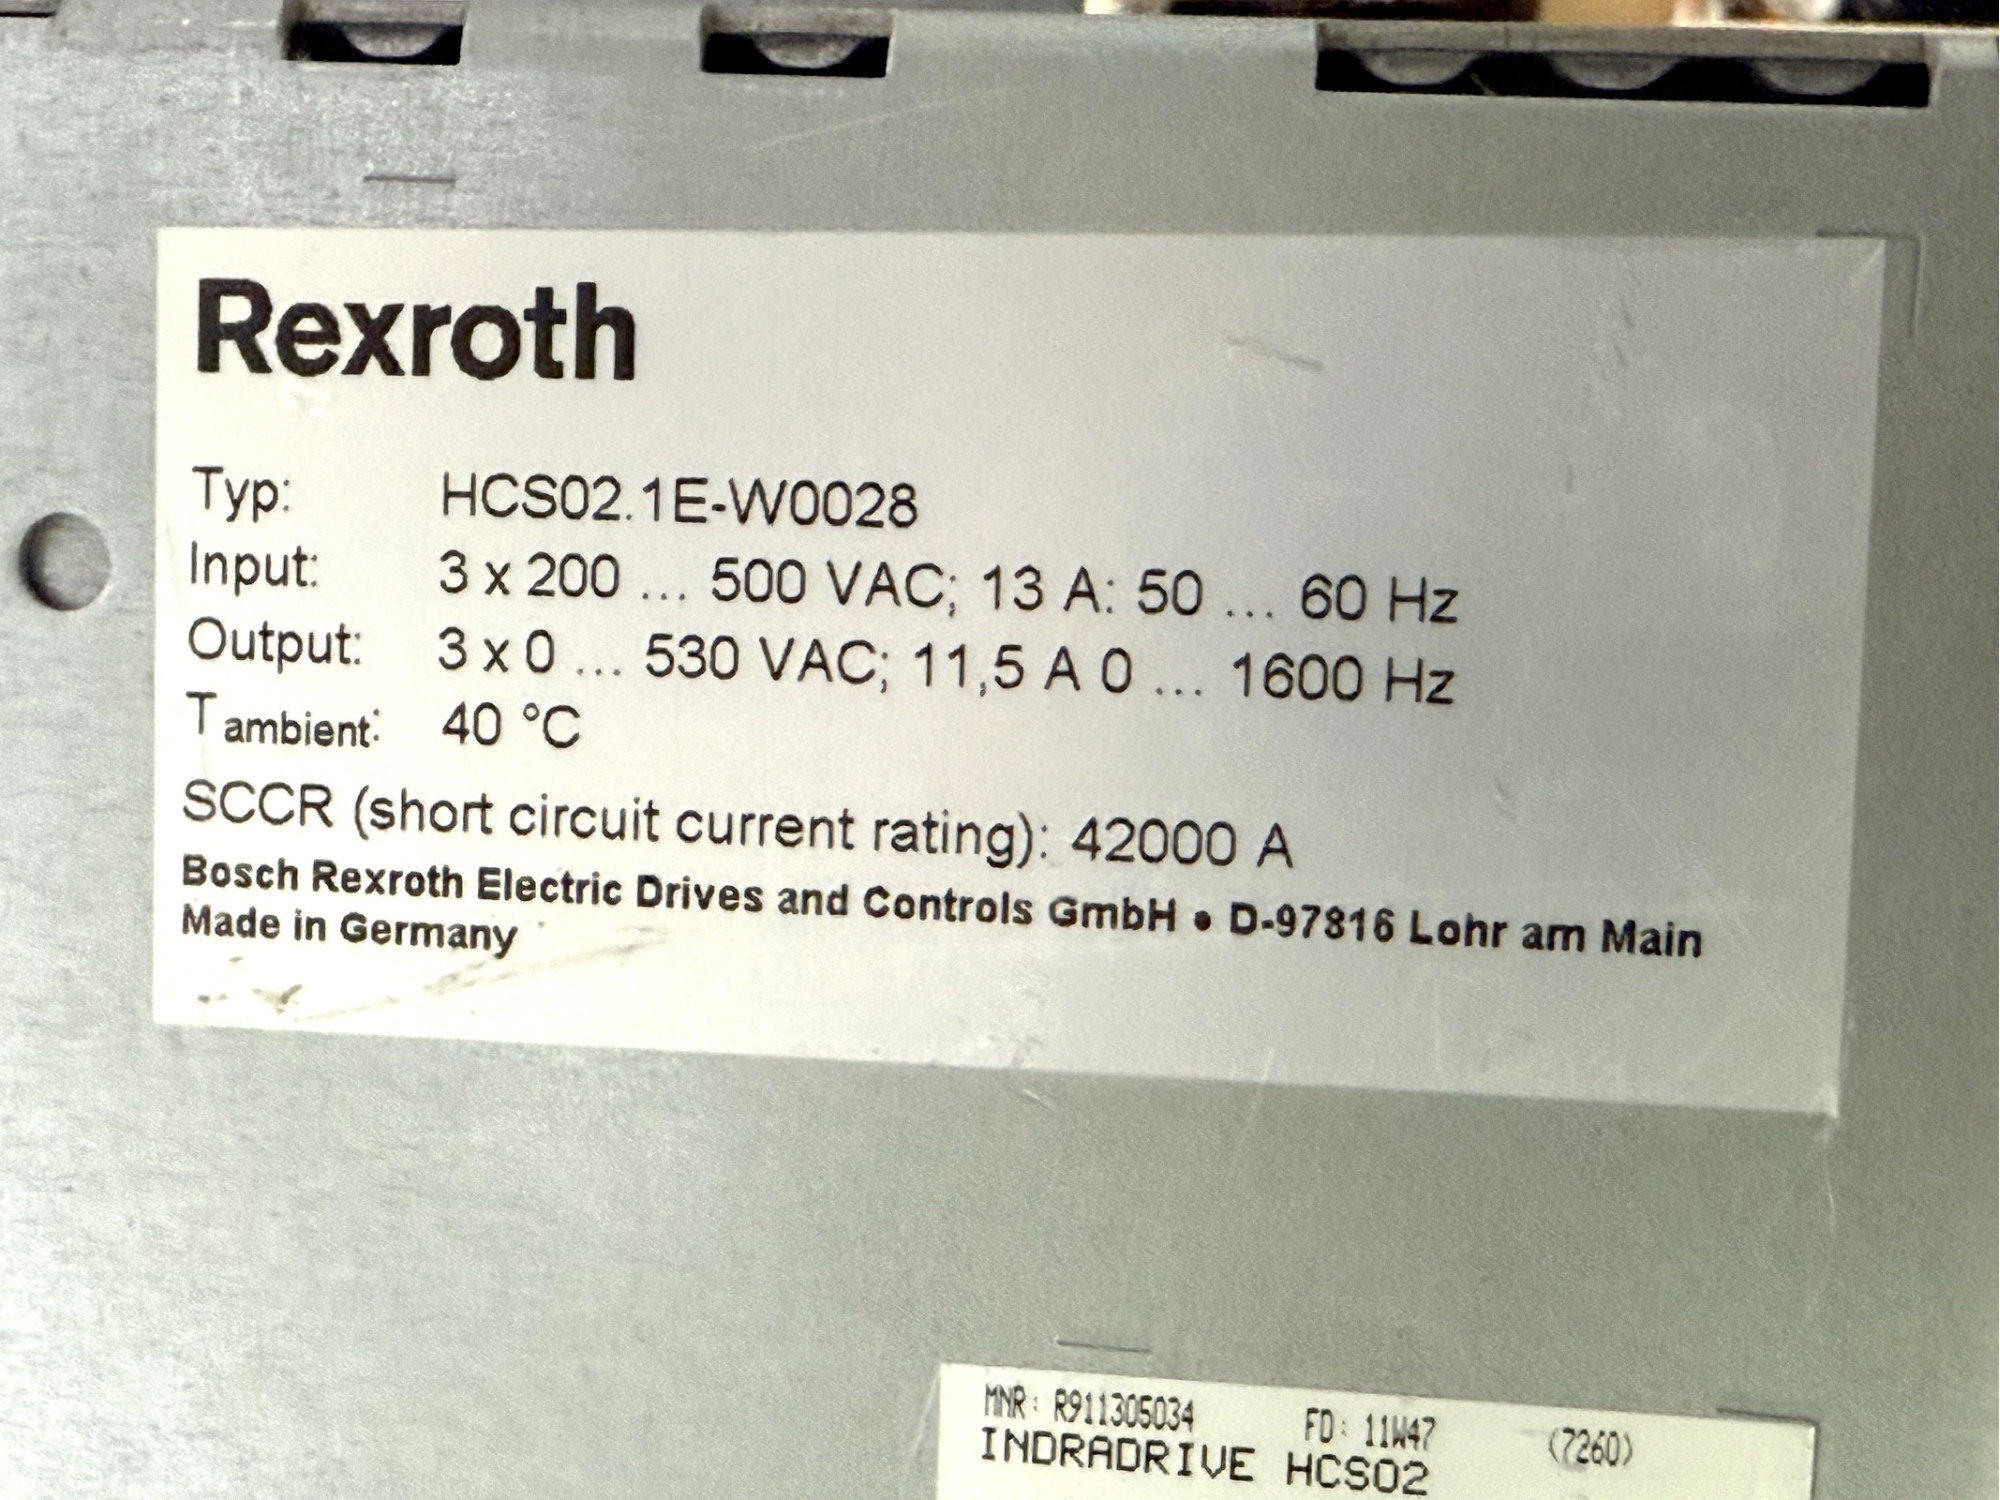 Rexroth
Typ: HCS02.1E-W0028
Input: 3 x 200 ... 500 VAC; 13 A: 50 ... 60 Hz
Output: 3 x 0 ... 530 VAC; 11,5 A 0 ... 1600 Hz
T ambient: 40 °C
SCCR (short circuit current rating): 42000 A
Bosch Rexroth Electric Drives and Controls GmbH • D-97816 Lohr am Main
Made in Germany
MNR: R911305034 FD: 11W47 (7260)
INDRADRIVE HCS02